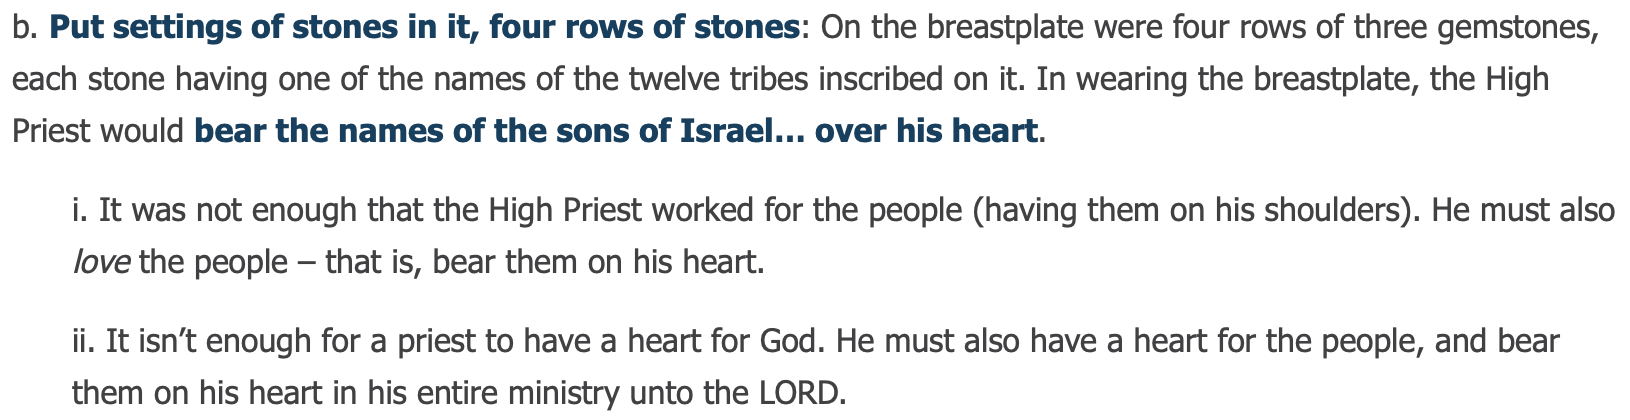 b. Put settings of stones in it, four rows of stones: On the breastplate were four rows of three gemstones,
each stone having one of the names of the twelve tribes inscribed on it. In wearing the breastplate, the High
Priest would bear the names of the sons of Israel… over his heart.
i. It was not enough that the High Priest worked for the people (having them on his shoulders). He must also
love the people – that is, bear them on his heart.
ii. It isn’t enough for a priest to have a heart for God. He must also have a heart for the people, and bear
them on his heart in his entire ministry unto the LORD.